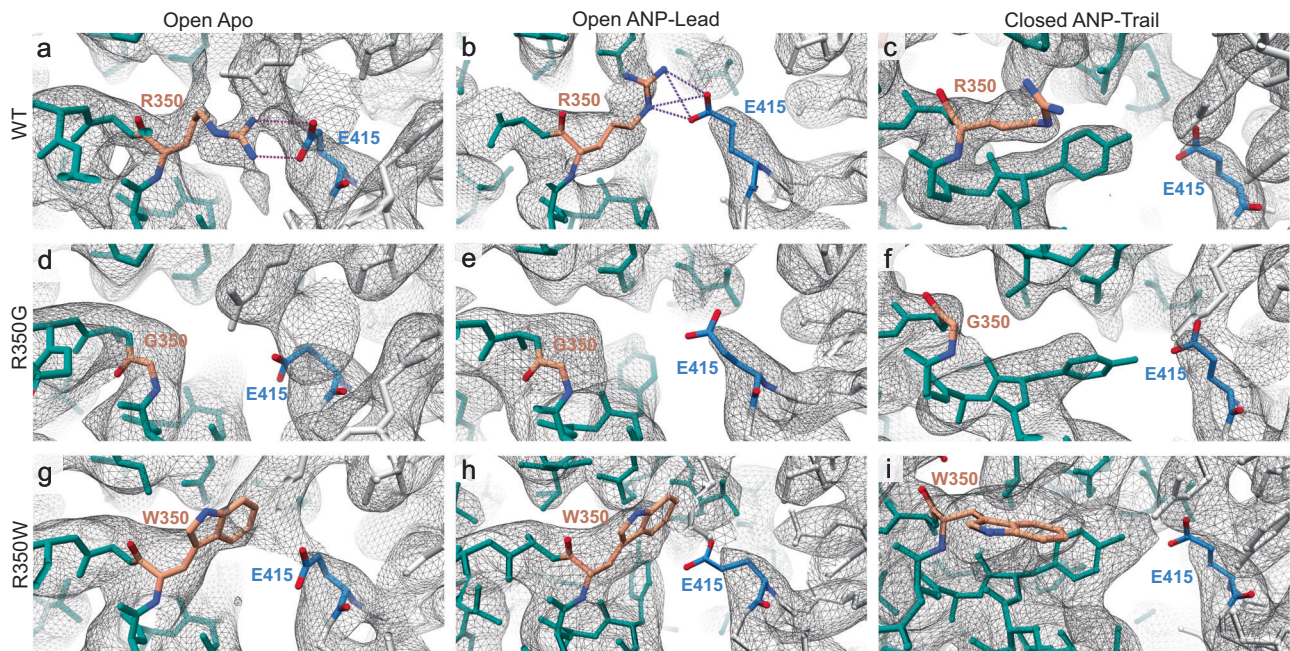 Open Apo
Open ANP-Lead
Closed ANP-Trail
WT
a
R350
E415
b
R350
E415
c
R350
E415
R350G
d
G350
E415
e
G350
E415
f
G350
E415
R350W
g
W350
E415
h
W350
E415
i
W350
E415